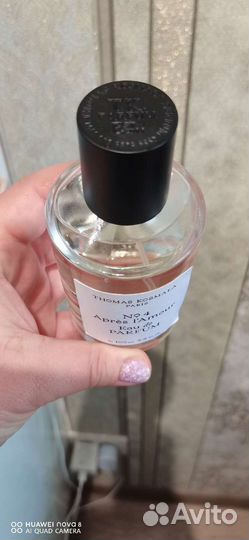 THOMAS KOSMALA
PARIS
No 4
Après l'Amour
Eau de
PARFUM
HUAWEI nova 8
AI QUAD CAMERA
Avito